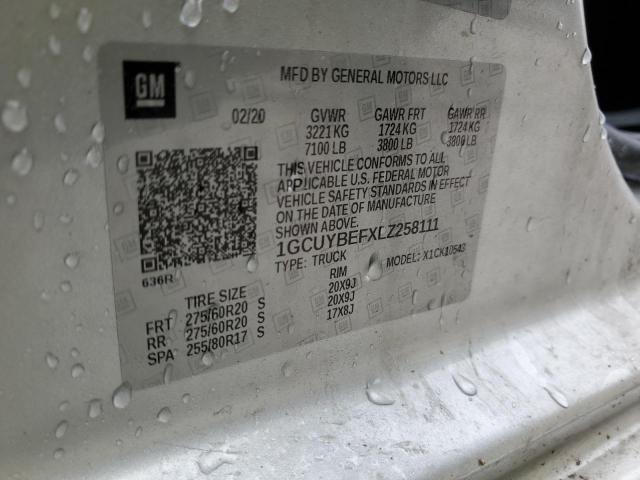 GM
MFD BY GENERAL MOTORS LLC
02/20 GVWR GAWR FRT GAWR RR
3221 KG 1724 KG 1724 KG
7100 LB 3800 LB 3800 LB
THIS VEHICLE CONFORMS TO ALL
APPLICABLE U.S. FEDERAL MOTOR
VEHICLE SAFETY STANDARDS IN EFFECT
ON THE DATE OF MANUFACTURE
SHOWN ABOVE.
1GCUYBEFXLZ258111
TYPE: TRUCK MODEL: X1CK10543
636R
TIRE SIZE RIM
FRT 275/60R20 S 20X9J
RR 275/60R20 S 20X9J
SPA 255/80R17 S 17X8J